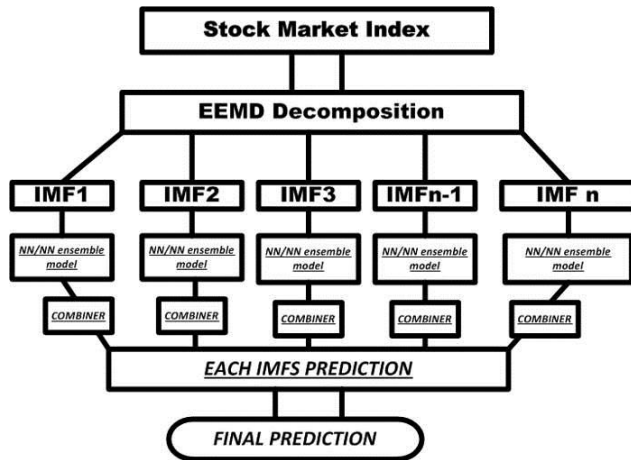 Stock Market Index
EEMD Decomposition
IMF1
IMF2
IMF3
IMFn-1
IMF n
NN/NN ensemble
model
NN/NN ensemble
model
NN/NN ensemble
model
NN/NN ensemble
model
NN/NN ensemble
model
COMBINER
COMBINER
COMBINER
COMBINER
COMBINER
EACH IMFS PREDICTION
FINAL PREDICTION